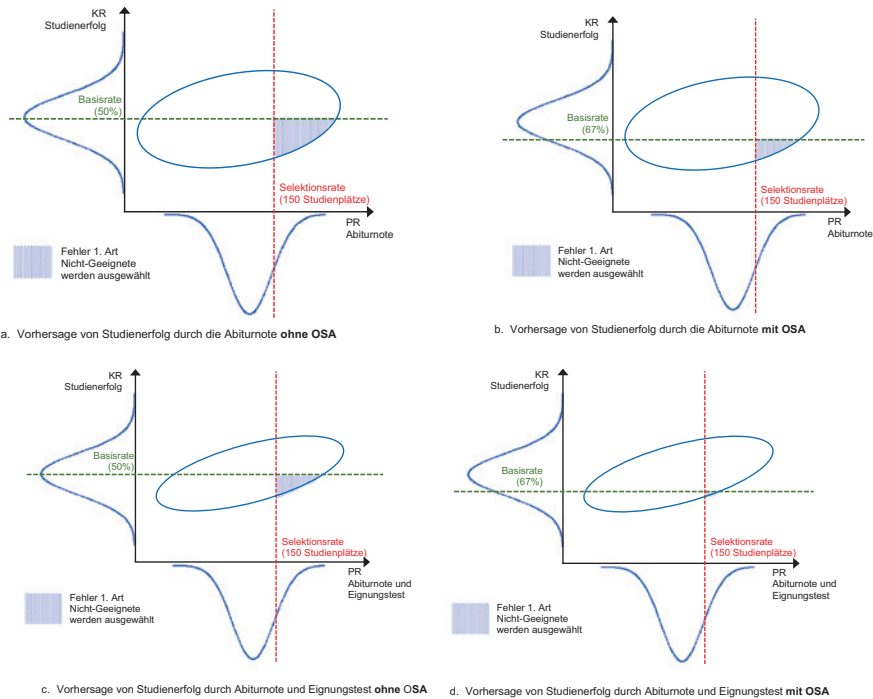 KR
Studienerfolg
Basisrate
(50%)
Selektionsrate
(150 Studienplätze)
PR
Abiturnote
Fehler 1. Art
Nicht-Geeignete
werden ausgewählt
a. Vorhersage von Studienerfolg durch die Abiturnote ohne OSA
KR
Studienerfolg
Basisrate
(67%)
Selektionsrate
(150 Studienplätze)
PR
Abiturnote
Fehler 1. Art
Nicht-Geeignete
werden ausgewählt
b. Vorhersage von Studienerfolg durch die Abiturnote mit OSA
KR
Studienerfolg
Basisrate
(50%)
Selektionsrate
(150 Studienplätze)
PR
Abiturnote und
Eignungstest
Fehler 1. Art
Nicht-Geeignete
werden ausgewählt
c. Vorhersage von Studienerfolg durch Abiturnote und Eignungstest ohne OSA
KR
Studienerfolg
Basisrate
(67%)
Selektionsrate
(150 Studienplätze)
PR
Abiturnote und
Eignungstest
Fehler 1. Art
Nicht-Geeignete
werden ausgewählt
d. Vorhersage von Studienerfolg durch Abiturnote und Eignungstest mit OSA